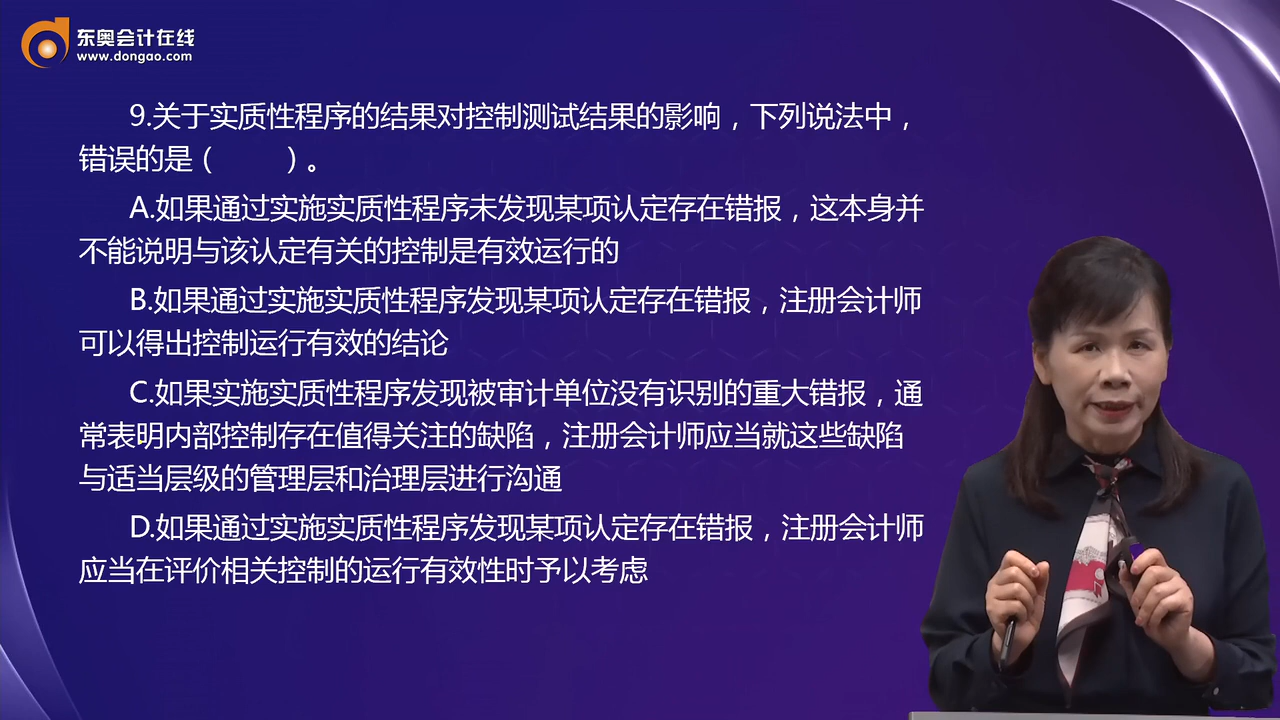 东奥会计在线
www.dongao.com
9.关于实质性程序的结果对控制测试结果的影响，下列说法中，
错误的是（　　）。
A.如果通过实施实质性程序未发现某项认定存在错报，这本身并
不能说明与该认定有关的控制是有效运行的
B.如果通过实施实质性程序发现某项认定存在错报，注册会计师
可以得出控制运行有效的结论
C.如果实施实质性程序发现被审计单位没有识别的重大错报，通
常表明内部控制存在值得关注的缺陷，注册会计师应当就这些缺陷
与适当层级的管理层和治理层进行沟通
D.如果通过实施实质性程序发现某项认定存在错报，注册会计师
应当在评价相关控制的运行有效性时予以考虑